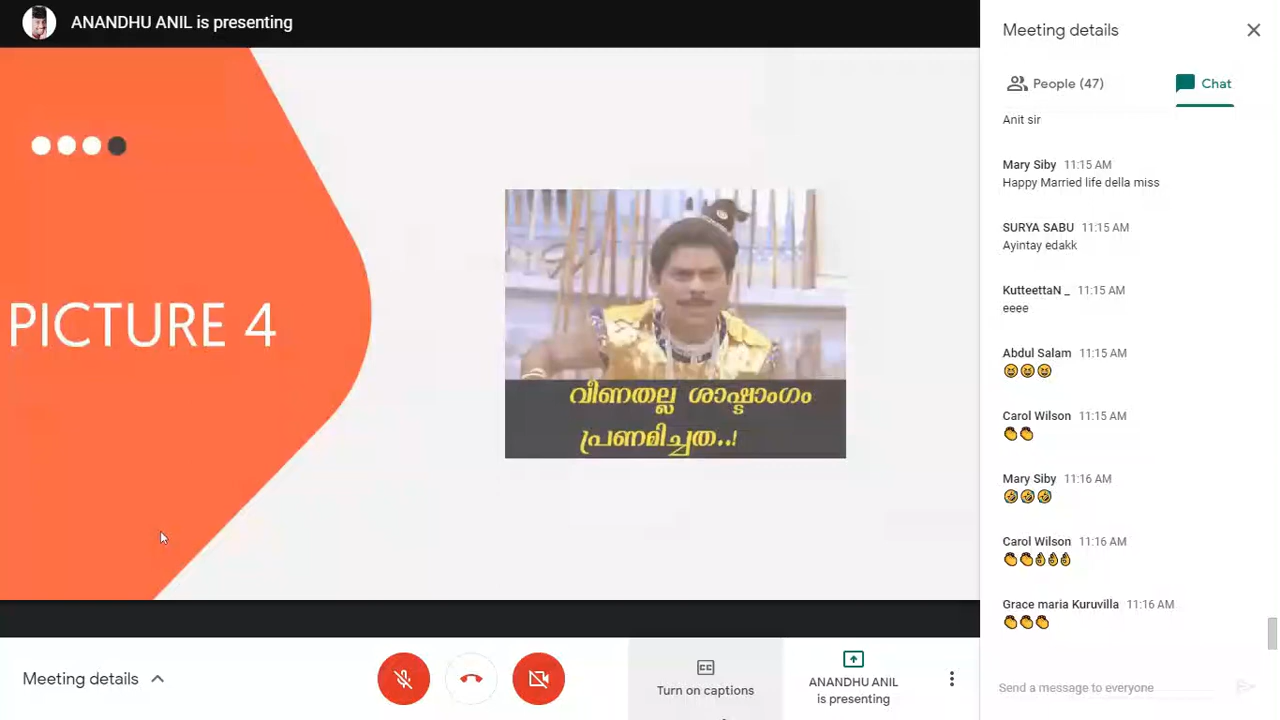 ANANDHU ANIL is presenting
PICTURE 4
വീണതല്ല ശാഷ്ടാംഗം
പ്രണമിച്ചത..!
Meeting details
People (47)
Chat
Anit sir
Mary Siby 11:15 AM
Happy Married life della miss
SURYA SABU 11:15 AM
Ayintay edakk
KutteettaN _ 11:15 AM
eeee
Abdul Salam 11:15 AM
😆😆😆
Carol Wilson 11:15 AM
👏👏
Mary Siby 11:16 AM
🤣🤣🤣
Carol Wilson 11:16 AM
👏👏👌👌👌
Grace maria Kuruvilla 11:16 AM
👏👏👏
Send a message to everyone
Meeting details
CC
Turn on captions
ANANDHU ANIL
is presenting